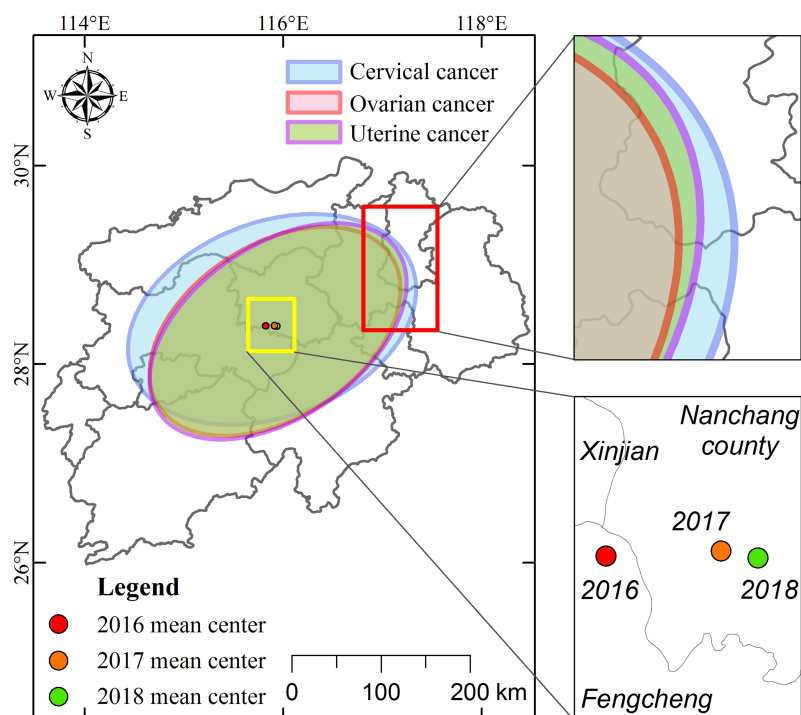 114°E
116°E
118°E
N
W
E
S
Cervical cancer
Ovarian cancer
Uterine cancer
30°N
28°N
26°N
Legend
2016 mean center
2017 mean center
2018 mean center
0 100 200 km
Nanchang
county
Xinjian
2017
2016
2018
Fengcheng